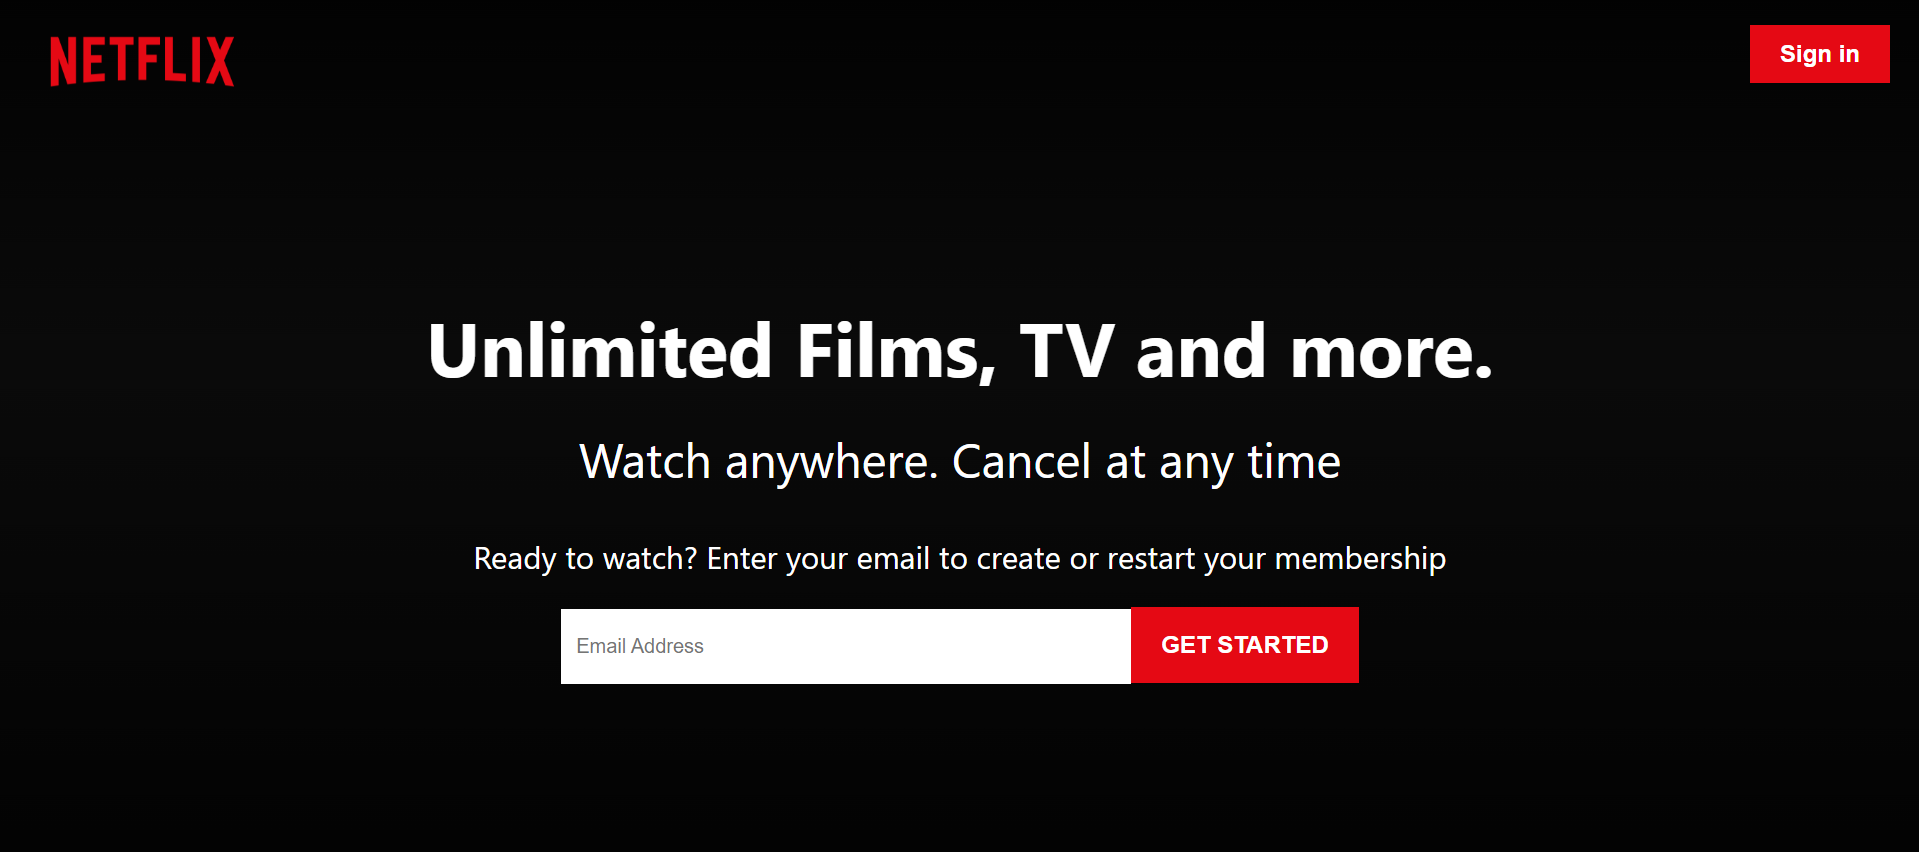 NETFLIX
Sign in
Unlimited Films, TV and more.
Watch anywhere. Cancel at any time
Ready to watch? Enter your email to create or restart your membership
Email Address
GET STARTED